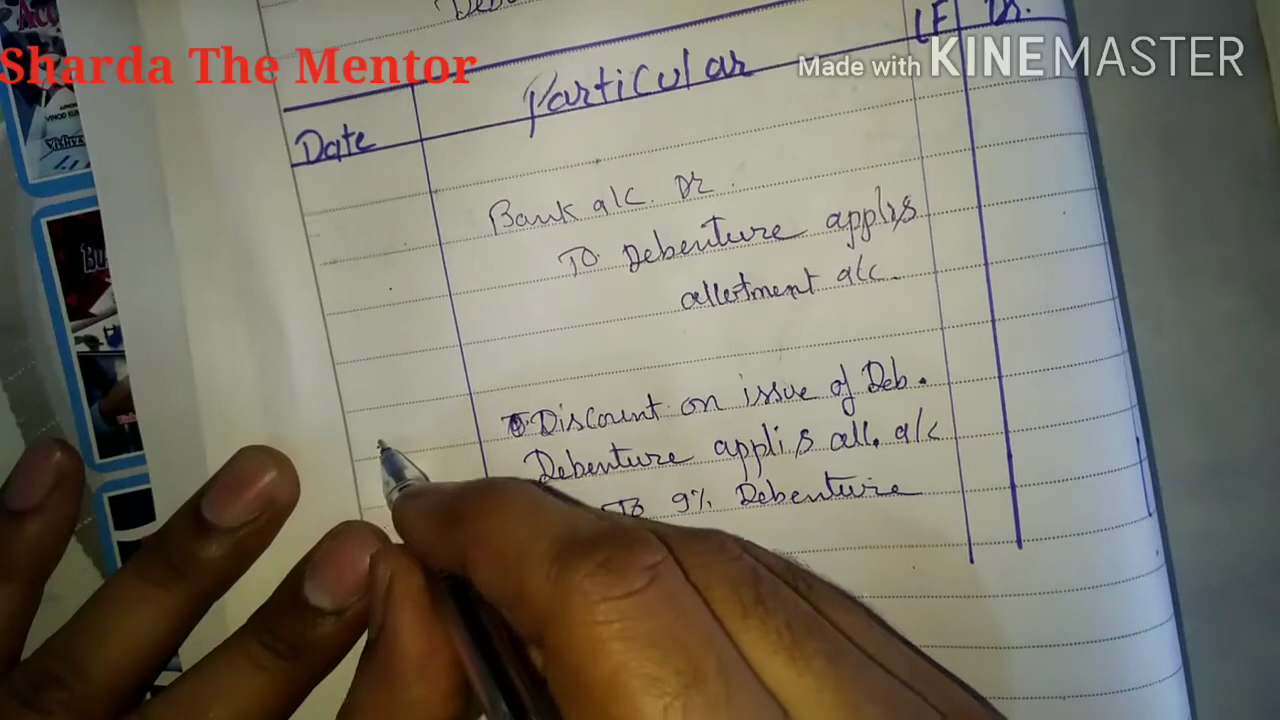 Sharda The Mentor
Made with KINEMASTER
LF Dr.
Date Particular
Bank a/c. Dr.
To. Debenture appli,s
allertment a/c.
Discount on issue of Deb.
Debenture appli,s all. a/c
To 9% Debenture